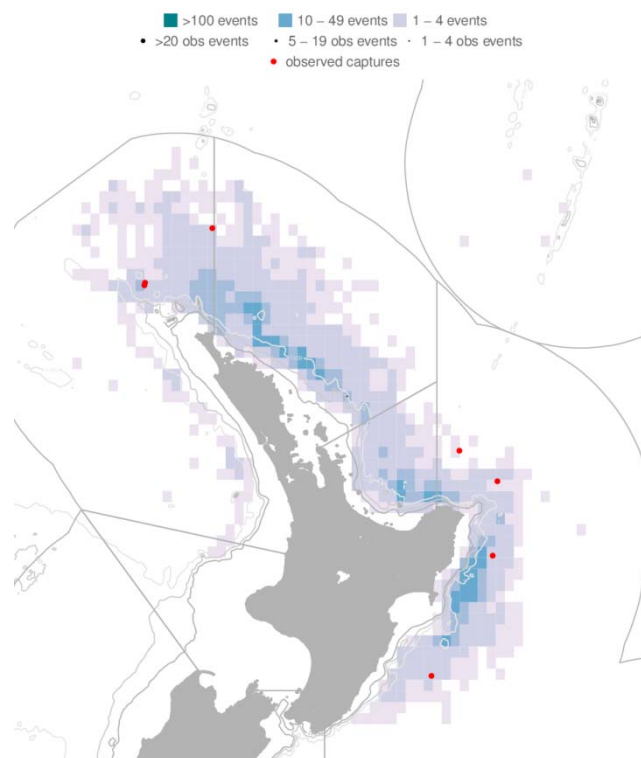 >100 events 10 – 49 events 1 – 4 events
>20 obs events 5 – 19 obs events 1 – 4 obs events
observed captures